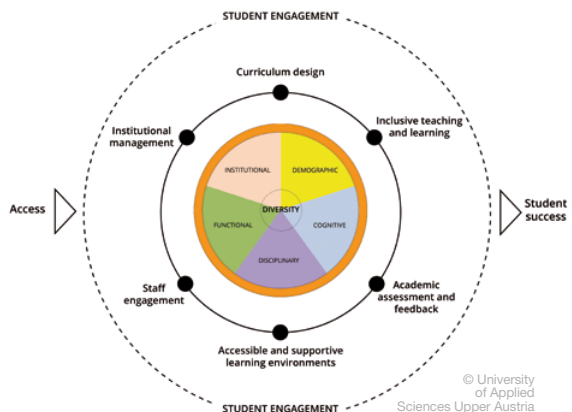 STUDENT ENGAGEMENT
Curriculum design
Institutional
management
Inclusive teaching
and learning
INSTITUTIONAL
DEMOGRAPHIC
Access
DIVERSITY
Student
success
FUNCTIONAL
COGNITIVE
DISCIPLINARY
Staff
engagement
Academic
assessment and
feedback
Accessible and supportive
learning environments
© University
of Applied
Sciences Upper Austria
STUDENT ENGAGEMENT